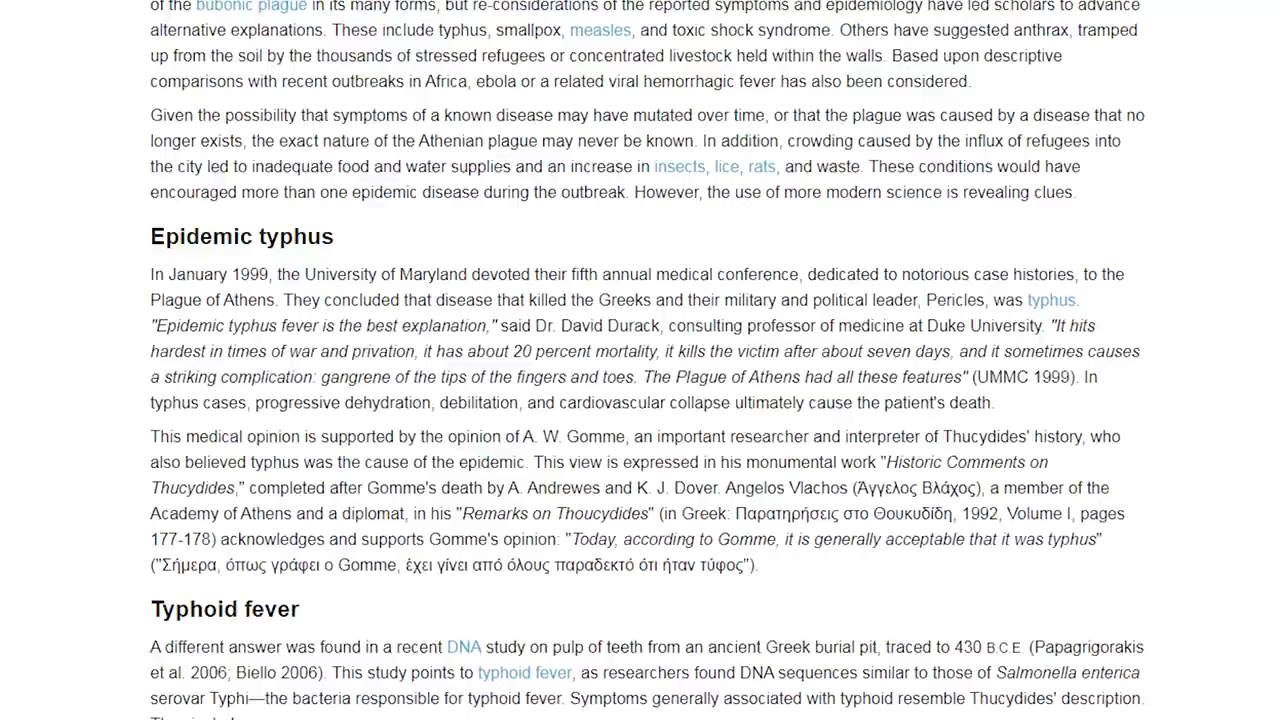 of the bubonic plague in its many forms, but re-considerations of the reported symptoms and epidemiology have led scholars to advance
alternative explanations. These include typhus, smallpox, measles, and toxic shock syndrome. Others have suggested anthrax, tramped
up from the soil by the thousands of stressed refugees or concentrated livestock held within the walls. Based upon descriptive
comparisons with recent outbreaks in Africa, ebola or a related viral hemorrhagic fever has also been considered.
Given the possibility that symptoms of a known disease may have mutated over time, or that the plague was caused by a disease that no
longer exists, the exact nature of the Athenian plague may never be known. In addition, crowding caused by the influx of refugees into
the city led to inadequate food and water supplies and an increase in insects, lice, rats, and waste. These conditions would have
encouraged more than one epidemic disease during the outbreak. However, the use of more modern science is revealing clues.
Epidemic typhus
In January 1999, the University of Maryland devoted their fifth annual medical conference, dedicated to notorious case histories, to the
Plague of Athens. They concluded that disease that killed the Greeks and their military and political leader, Pericles, was typhus.
"Epidemic typhus fever is the best explanation," said Dr. David Durack, consulting professor of medicine at Duke University. "It hits
hardest in times of war and privation, it has about 20 percent mortality, it kills the victim after about seven days, and it sometimes causes
a striking complication: gangrene of the tips of the fingers and toes. The Plague of Athens had all these features" (UMMC 1999). In
typhus cases, progressive dehydration, debilitation, and cardiovascular collapse ultimately cause the patient's death.
This medical opinion is supported by the opinion of A. W. Gomme, an important researcher and interpreter of Thucydides' history, who
also believed typhus was the cause of the epidemic. This view is expressed in his monumental work "Historic Comments on
Thucydides," completed after Gomme's death by A. Andrewes and K. J. Dover. Angelos Vlachos (Άγγελος Βλάχος), a member of the
Academy of Athens and a diplomat, in his "Remarks on Thoucydides" (in Greek: Παρατηρήσεις στο Θουκυδίδη, 1992, Volume I, pages
177-178) acknowledges and supports Gomme's opinion: "Today, according to Gomme, it is generally acceptable that it was typhus"
("Σήμερα, όπως γράφει ο Gomme, έχει γίνει από όλους παραδεκτό ότι ήταν τύφος").
Typhoid fever
A different answer was found in a recent DNA study on pulp of teeth from an ancient Greek burial pit, traced to 430 B.C.E. (Papagrigorakis
et al. 2006; Biello 2006). This study points to typhoid fever, as researchers found DNA sequences similar to those of Salmonella enterica
serovar Typhi—the bacteria responsible for typhoid fever. Symptoms generally associated with typhoid resemble Thucydides' description.